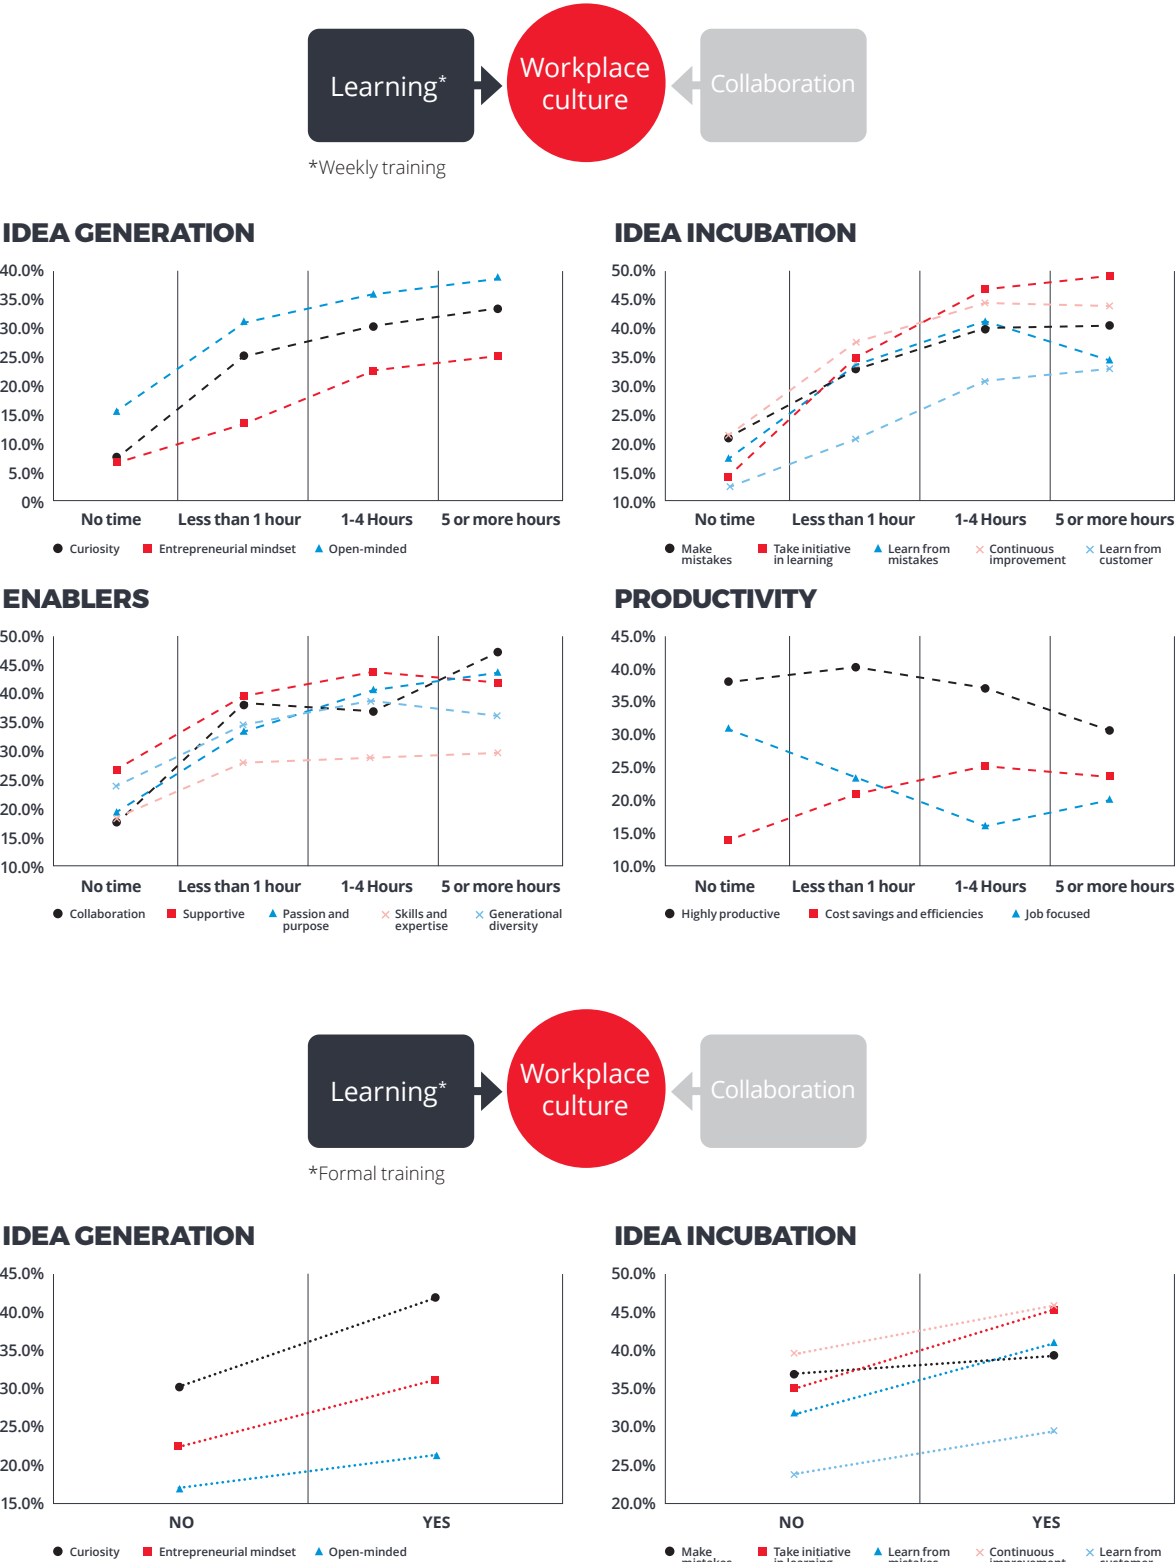 Learning*
Workplace
culture
Collaboration
*Weekly training
IDEA GENERATION
40.0%
35.0%
30.0%
25.0%
20.0%
15.0%
10.0%
5.0%
0%
No time Less than 1 hour 1-4 Hours 5 or more hours
Curiosity Entrepreneurial mindset Open-minded
IDEA INCUBATION
50.0%
45.0%
40.0%
35.0%
30.0%
25.0%
20.0%
15.0%
10.0%
No time Less than 1 hour 1-4 Hours 5 or more hours
Make mistakes
Take initiative in learning
Learn from mistakes
Continuous improvement
Learn from customer
ENABLERS
50.0%
45.0%
40.0%
35.0%
30.0%
25.0%
20.0%
15.0%
10.0%
No time Less than 1 hour 1-4 Hours 5 or more hours
Collaboration
Supportive
Passion and purpose
Skills and expertise
Generational diversity
PRODUCTIVITY
45.0%
40.0%
35.0%
30.0%
25.0%
20.0%
15.0%
10.0%
No time Less than 1 hour 1-4 Hours 5 or more hours
Highly productive Cost savings and efficiencies Job focused
Learning*
Workplace
culture
Collaboration
*Formal training
IDEA GENERATION
45.0%
40.0%
35.0%
30.0%
25.0%
20.0%
15.0%
NO YES
Curiosity Entrepreneurial mindset Open-minded
IDEA INCUBATION
50.0%
45.0%
40.0%
35.0%
30.0%
25.0%
20.0%
NO YES
Make Take initiative Learn from Continuous Learn from